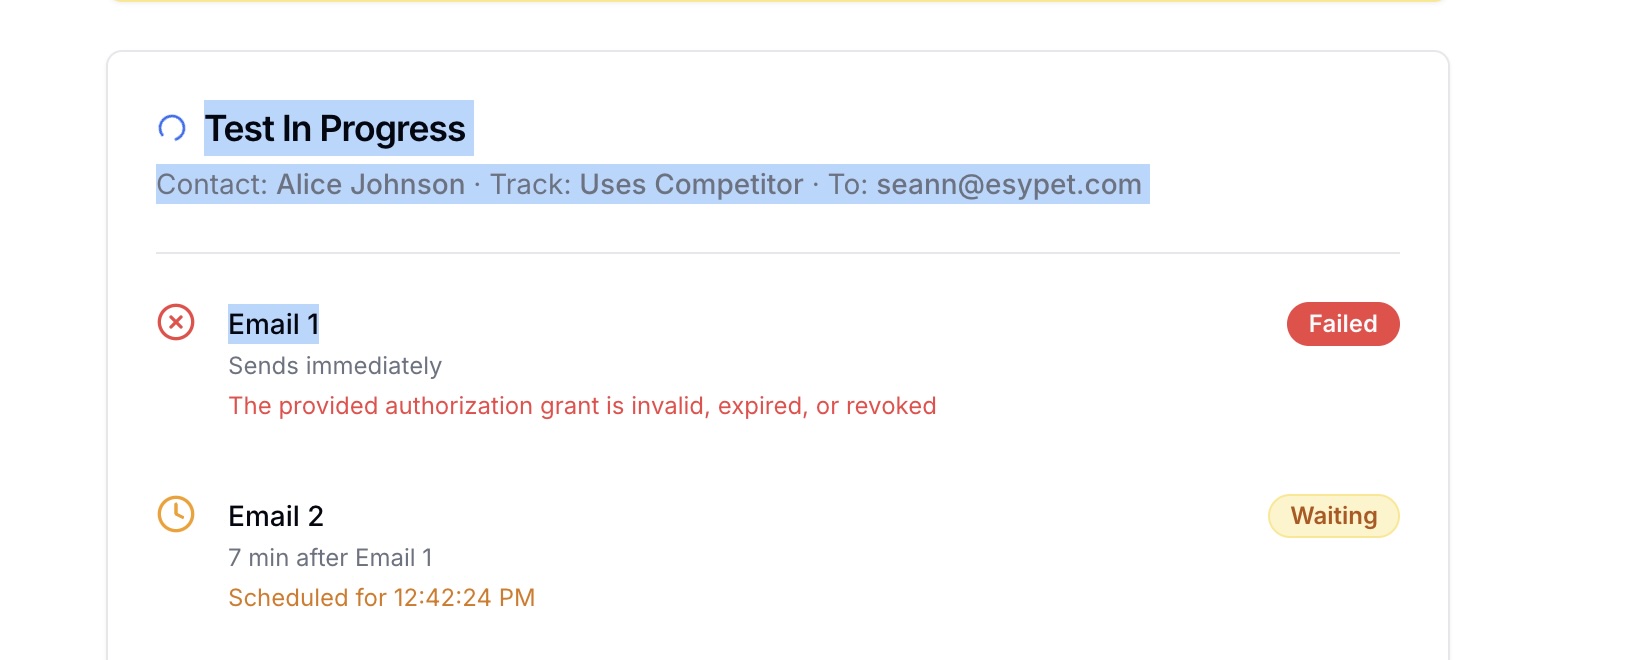 Test In Progress
Contact: Alice Johnson · Track: Uses Competitor · To: seann@esypet.com
Email 1
Failed
Sends immediately
The provided authorization grant is invalid, expired, or revoked
Email 2
Waiting
7 min after Email 1
Scheduled for 12:42:24 PM